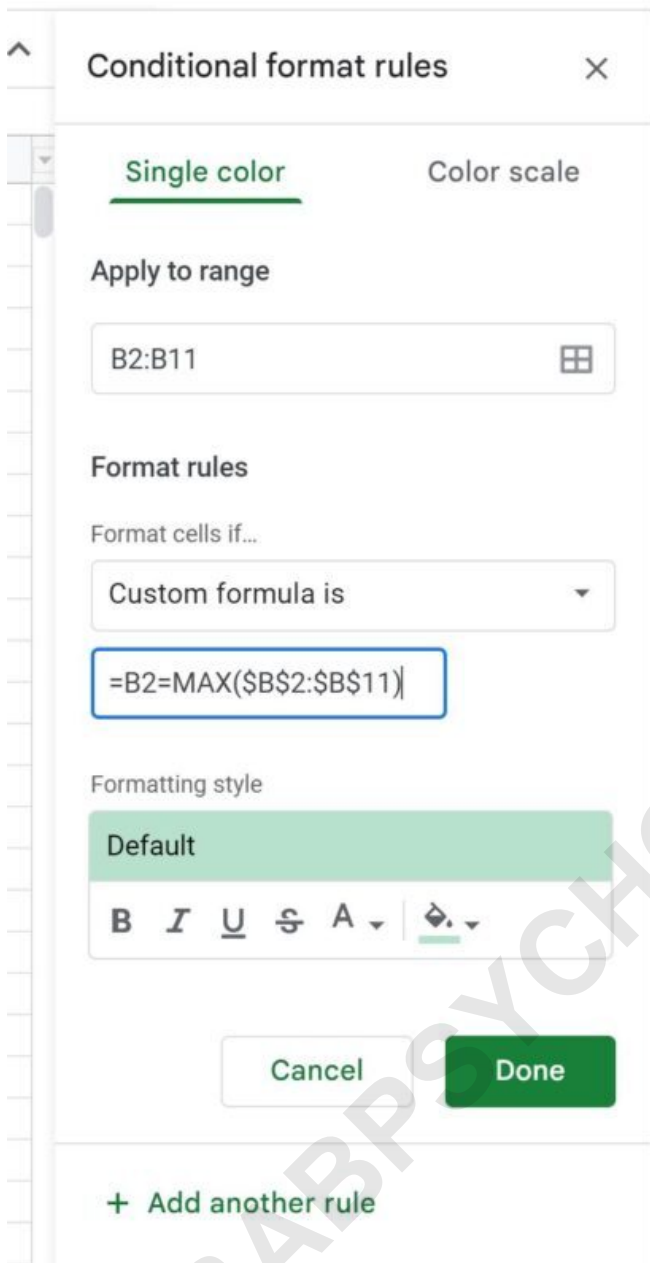 Conditional format rules
Single color
Color scale
Apply to range
B2:B11
Format rules
Format cells if…
Custom formula is
=B2=MAX($B$2:$B$11)
Formatting style
Default
B I U S A
Cancel
Done
+ Add another rule